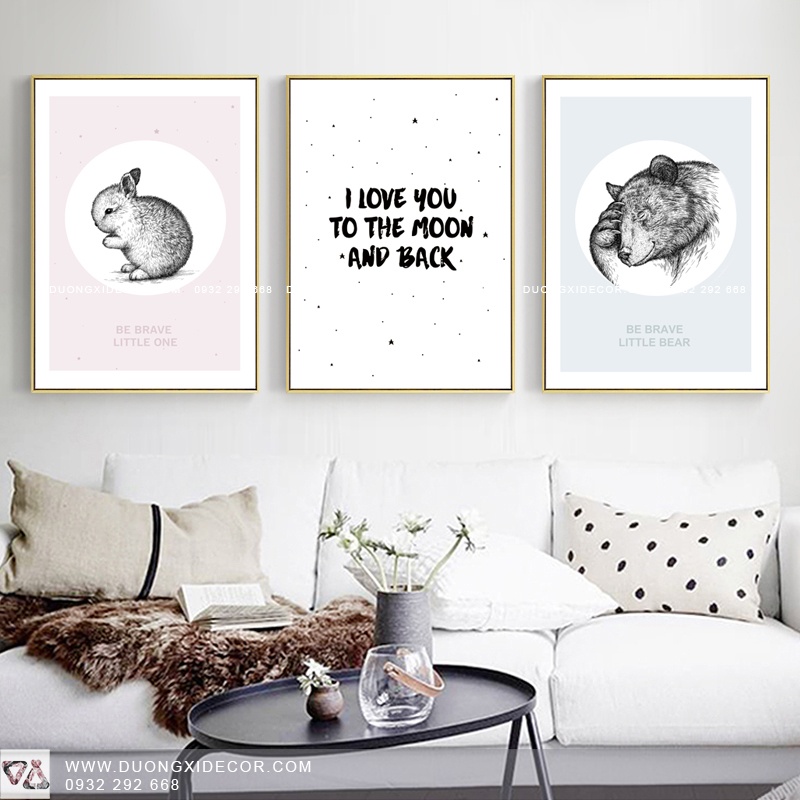 I LOVE YOU
TO THE MOON
AND BACK
BE BRAVE
LITTLE ONE
BE BRAVE
LITTLE BEAR
DUONGXIDECOR
WWW.DUONGXIDECOR.COM
0932 292 668